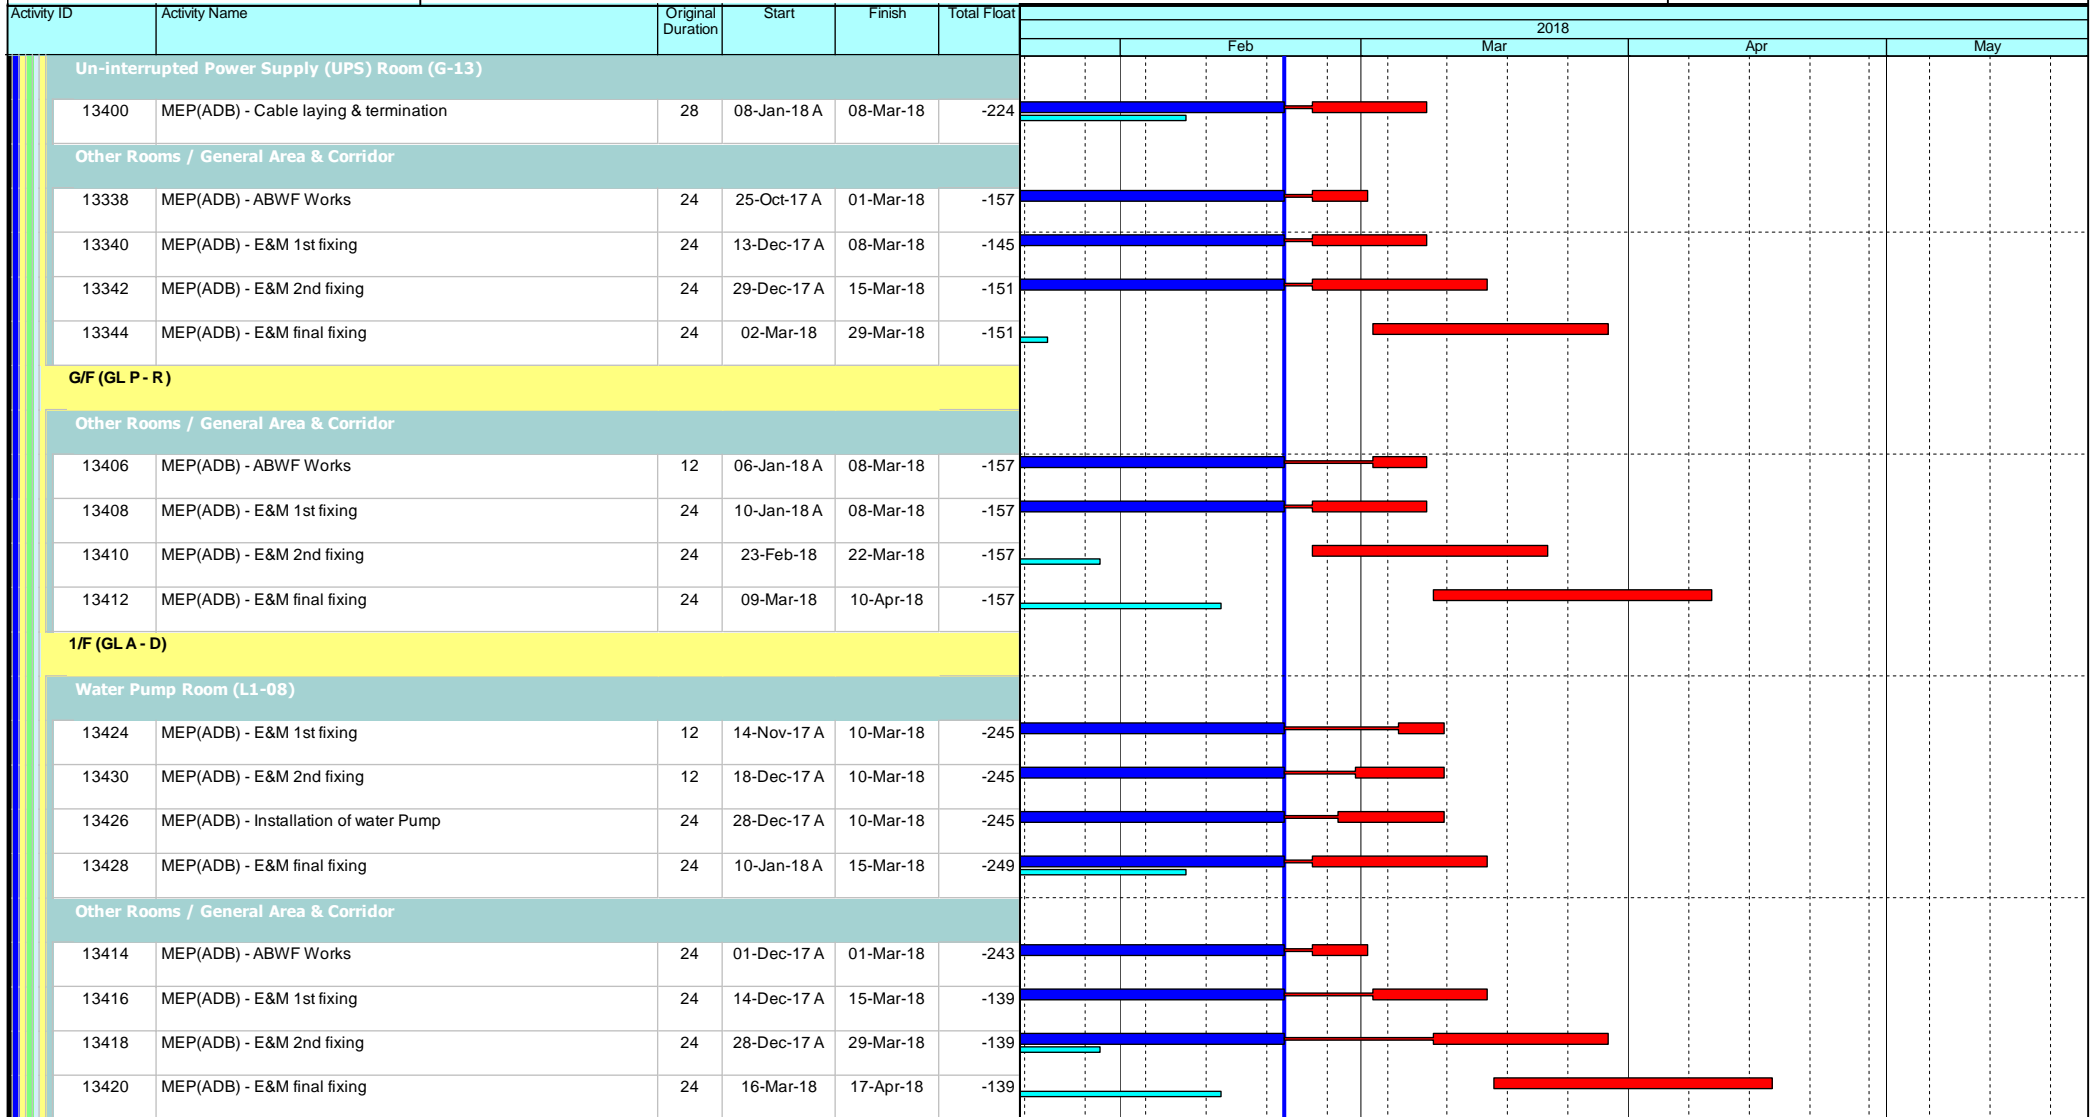 Activity ID Activity Name Original Duration Start Finish Total Float
2018
Feb Mar Apr May
Un-interrupted Power Supply (UPS) Room (G-13)
13400 MEP(ADB) - Cable laying & termination 28 08-Jan-18 A 08-Mar-18 -224
Other Rooms / General Area & Corridor
13338 MEP(ADB) - ABWF Works 24 25-Oct-17 A 01-Mar-18 -157
13340 MEP(ADB) - E&M 1st fixing 24 13-Dec-17 A 08-Mar-18 -145
13342 MEP(ADB) - E&M 2nd fixing 24 29-Dec-17 A 15-Mar-18 -151
13344 MEP(ADB) - E&M final fixing 24 02-Mar-18 29-Mar-18 -151
G/F (GL P - R)
Other Rooms / General Area & Corridor
13406 MEP(ADB) - ABWF Works 12 06-Jan-18 A 08-Mar-18 -157
13408 MEP(ADB) - E&M 1st fixing 24 10-Jan-18 A 08-Mar-18 -157
13410 MEP(ADB) - E&M 2nd fixing 24 23-Feb-18 22-Mar-18 -157
13412 MEP(ADB) - E&M final fixing 24 09-Mar-18 10-Apr-18 -157
1/F (GL A - D)
Water Pump Room (L1-08)
13424 MEP(ADB) - E&M 1st fixing 12 14-Nov-17 A 10-Mar-18 -245
13430 MEP(ADB) - E&M 2nd fixing 12 18-Dec-17 A 10-Mar-18 -245
13426 MEP(ADB) - Installation of water Pump 24 28-Dec-17 A 10-Mar-18 -245
13428 MEP(ADB) - E&M final fixing 24 10-Jan-18 A 15-Mar-18 -249
Other Rooms / General Area & Corridor
13414 MEP(ADB) - ABWF Works 24 01-Dec-17 A 01-Mar-18 -243
13416 MEP(ADB) - E&M 1st fixing 24 14-Dec-17 A 15-Mar-18 -139
13418 MEP(ADB) - E&M 2nd fixing 24 28-Dec-17 A 29-Mar-18 -139
13420 MEP(ADB) - E&M final fixing 24 16-Mar-18 17-Apr-18 -139